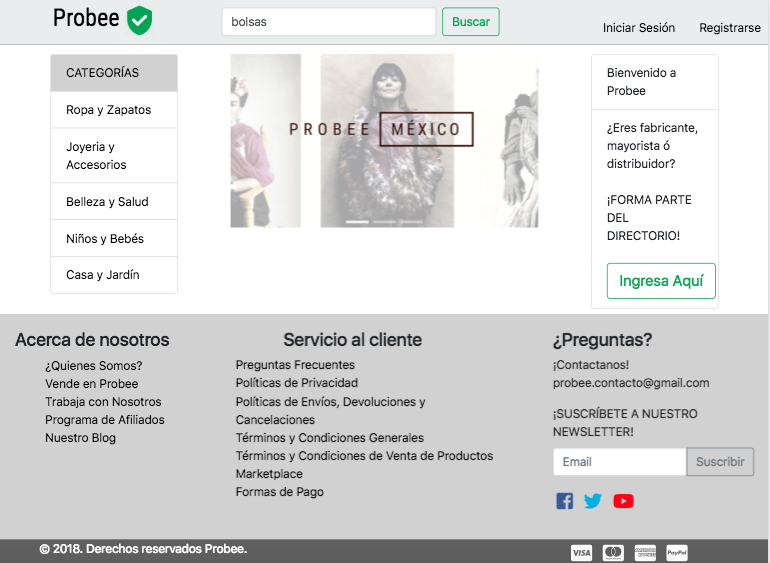 Probee
bolsas
Buscar
Iniciar Sesión
Registrarse
CATEGORÍAS
Ropa y Zapatos
Joyeria y
Accesorios
Belleza y Salud
Niños y Bebés
Casa y Jardín
PROBEE MÉXICO
Bienvenido a
Probee
¿Eres fabricante,
mayorista ó
distribuidor?
¡FORMA PARTE
DEL
DIRECTORIO!
Ingresa Aquí
Acerca de nosotros
¿Quienes Somos?
Vende en Probee
Trabaja con Nosotros
Programa de Afiliados
Nuestro Blog
Servicio al cliente
Preguntas Frecuentes
Políticas de Privacidad
Políticas de Envíos, Devoluciones y
Cancelaciones
Términos y Condiciones Generales
Términos y Condiciones de Venta de Productos
Marketplace
Formas de Pago
¿Preguntas?
¡Contactanos!
probee.contacto@gmail.com
¡SUSCRÍBETE A NUESTRO
NEWSLETTER!
Email
Suscribir
© 2018. Derechos reservados Probee.
VISA
PayPal